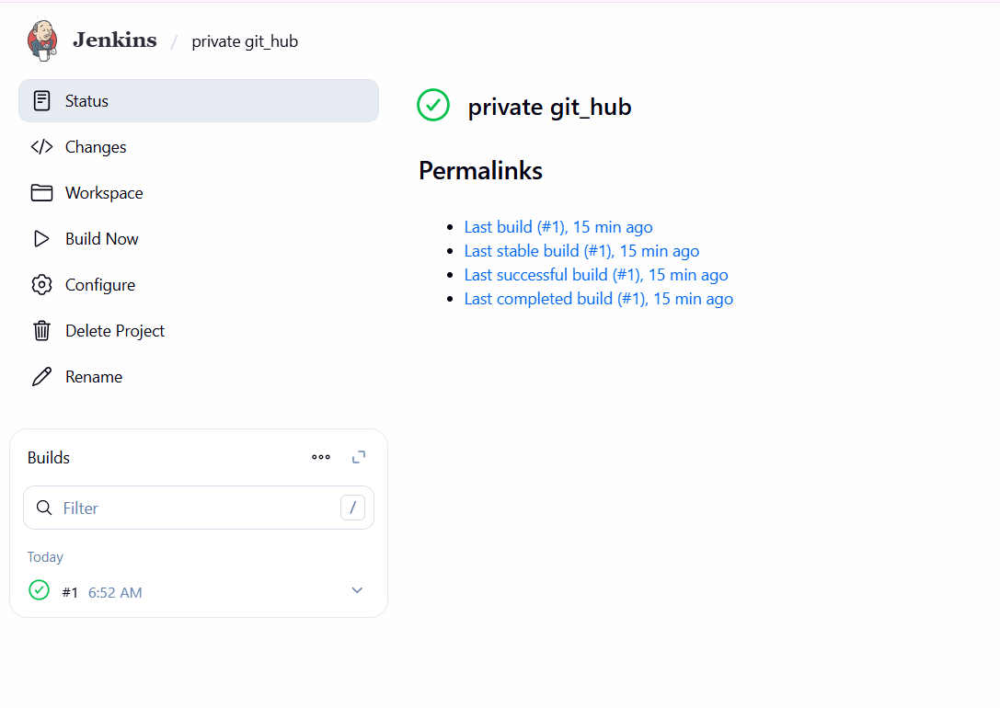 Jenkins / private git_hub
Status
Changes
Workspace
Build Now
Configure
Delete Project
Rename
Builds
Filter /
Today
#1 6:52 AM
private git_hub
Permalinks
Last build (#1), 15 min ago
Last stable build (#1), 15 min ago
Last successful build (#1), 15 min ago
Last completed build (#1), 15 min ago